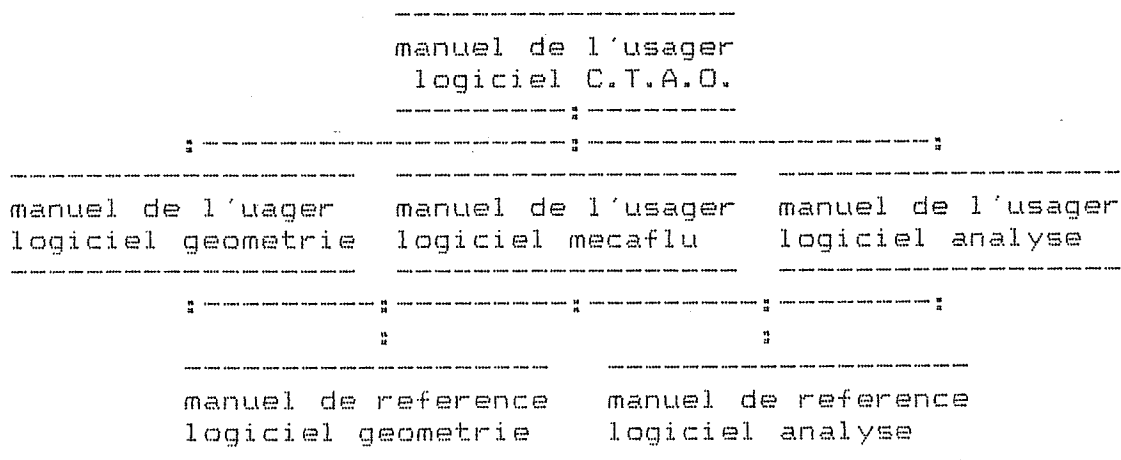 manuel de l'usager
logiciel C.T.A.O.
manuel de l'uager
logiciel geometrie
manuel de l'usager
logiciel mecaflu
manuel de l'usager
logiciel analyse
manuel de reference
logiciel geometrie
manuel de reference
logiciel analyse